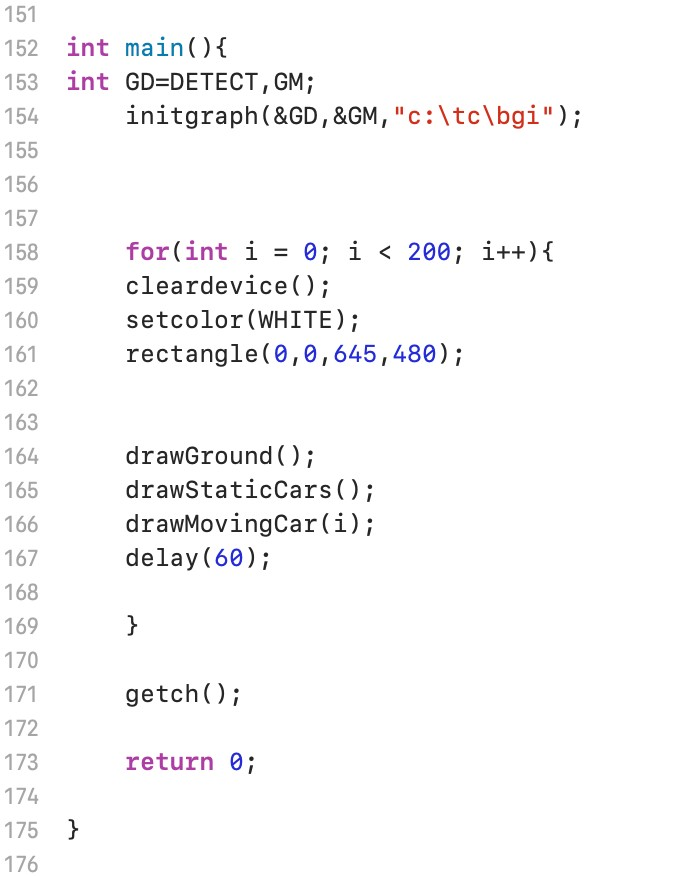 151
152 int main(){
153 int GD=DETECT,GM;
154 initgraph(&GD,&GM,"c:\tc\bgi");
155
156
157
158 for(int i = 0; i < 200; i++){
159 cleardevice();
160 setcolor(WHITE);
161 rectangle(0,0,645,480);
162
163
164 drawGround();
165 drawStaticCars();
166 drawMovingCar(i);
167 delay(60);
168
169 }
170
171 getch();
172
173 return 0;
174
175 }
176